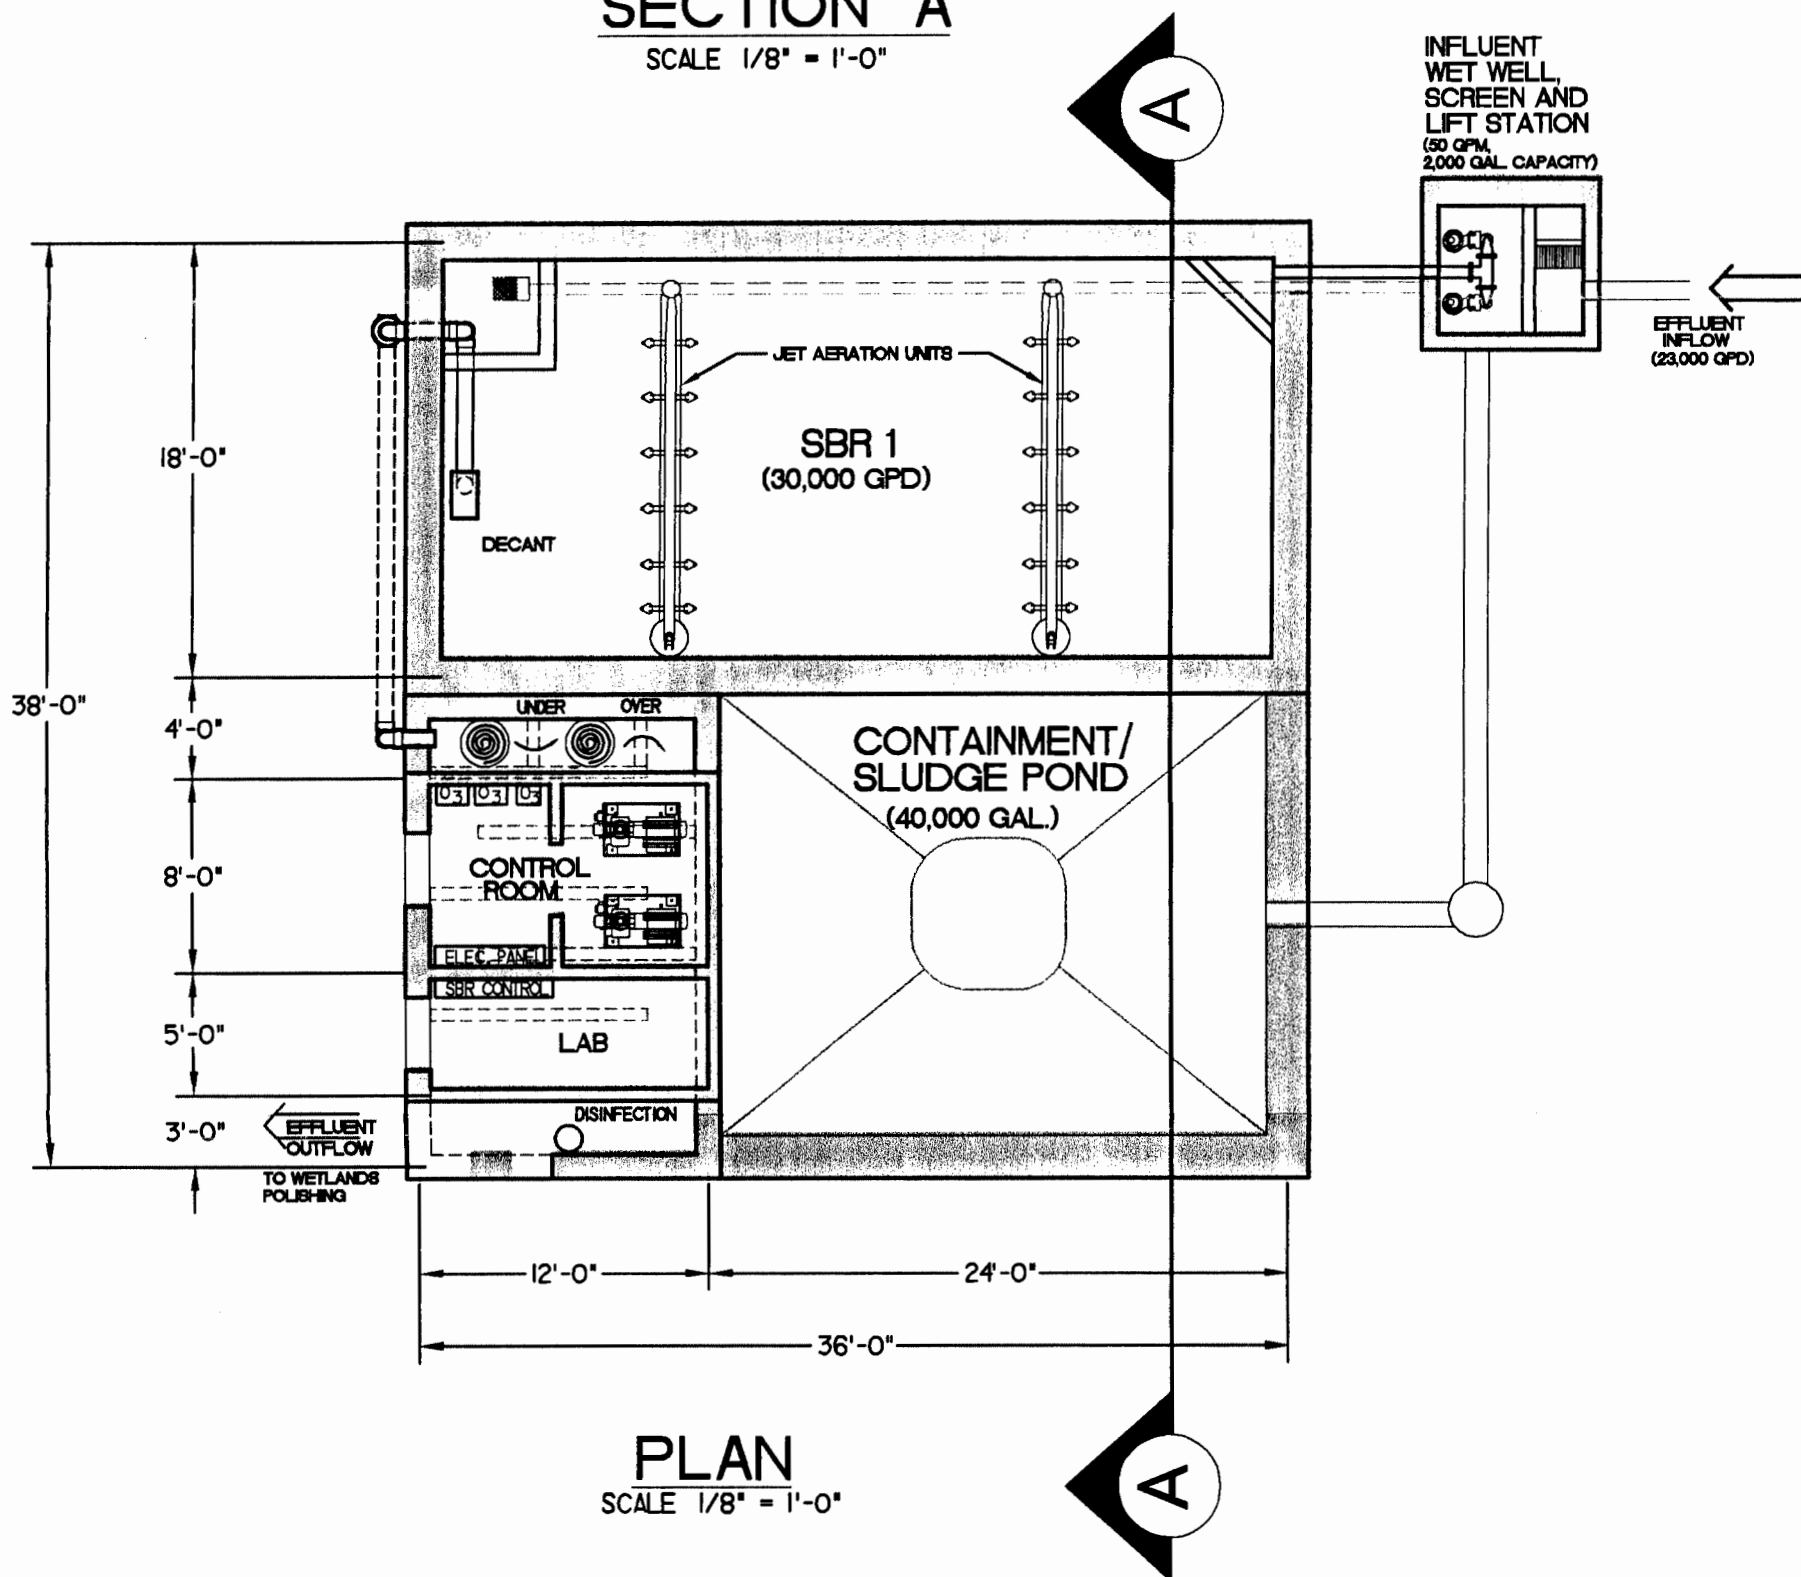 SECTION A
SCALE 1/8" = 1'-0"
A
INFLUENT
WET WELL,
SCREEN AND
LIFT STATION
(50 GPM,
2,000 GAL. CAPACITY)
EFFLUENT
INFLOW
(23,000 GPD)
JET AERATION UNITS
SBR 1
(30,000 GPD)
DECANT
18'-0"
38'-0"
4'-0"
8'-0"
5'-0"
3'-0"
UNDER
OVER
CONTAINMENT/
SLUDGE POND
(40,000 GAL.)
O3
O3
O3
CONTROL
ROOM
ELEC. PANEL
SBR CONTROL
LAB
DISINFECTION
EFFLUENT
OUTFLOW
TO WETLANDS
POLISHING
12'-0"
24'-0"
36'-0"
PLAN
SCALE 1/8" = 1'-0"
A